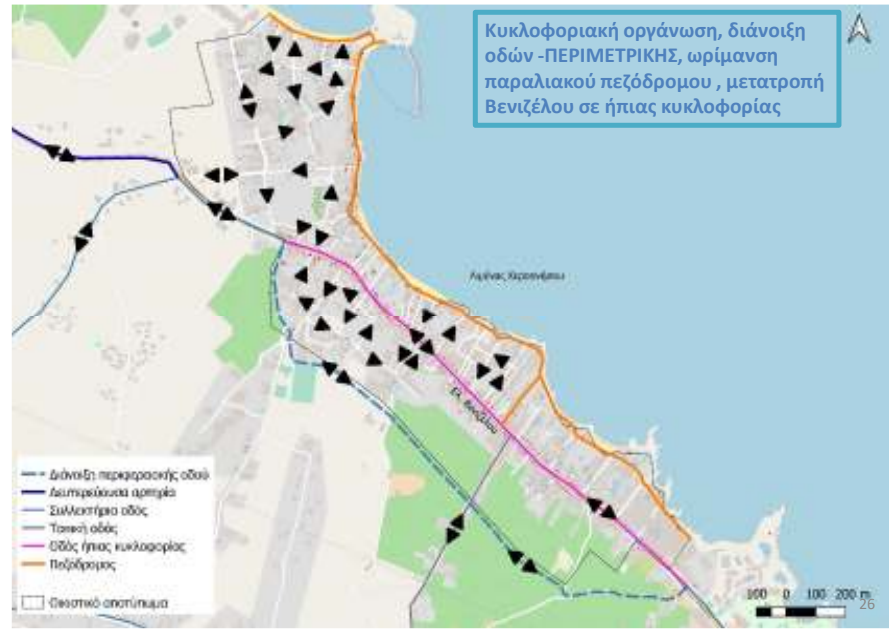 Κυκλοφοριακή οργάνωση, διάνοιξη
οδών -ΠΕΡΙΜΕΤΡΙΚΗΣ, ωρίμανση
παραλιακού πεζόδρομου , μετατροπή
Βενιζέλου σε ήπιας κυκλοφορίας
Λιμένας Χερσονήσου
Ελ. Βενιζέλου
Διάνοιξη περιφερειακής οδού
Δευτερεύουσα αρτηρία
Συλλεκτήρια οδός
Τοπική οδός
Οδός ήπιας κυκλοφορίας
Πεζόδρομος
Οικιστικό αποτύπωμα
100 0 100 200 m
26